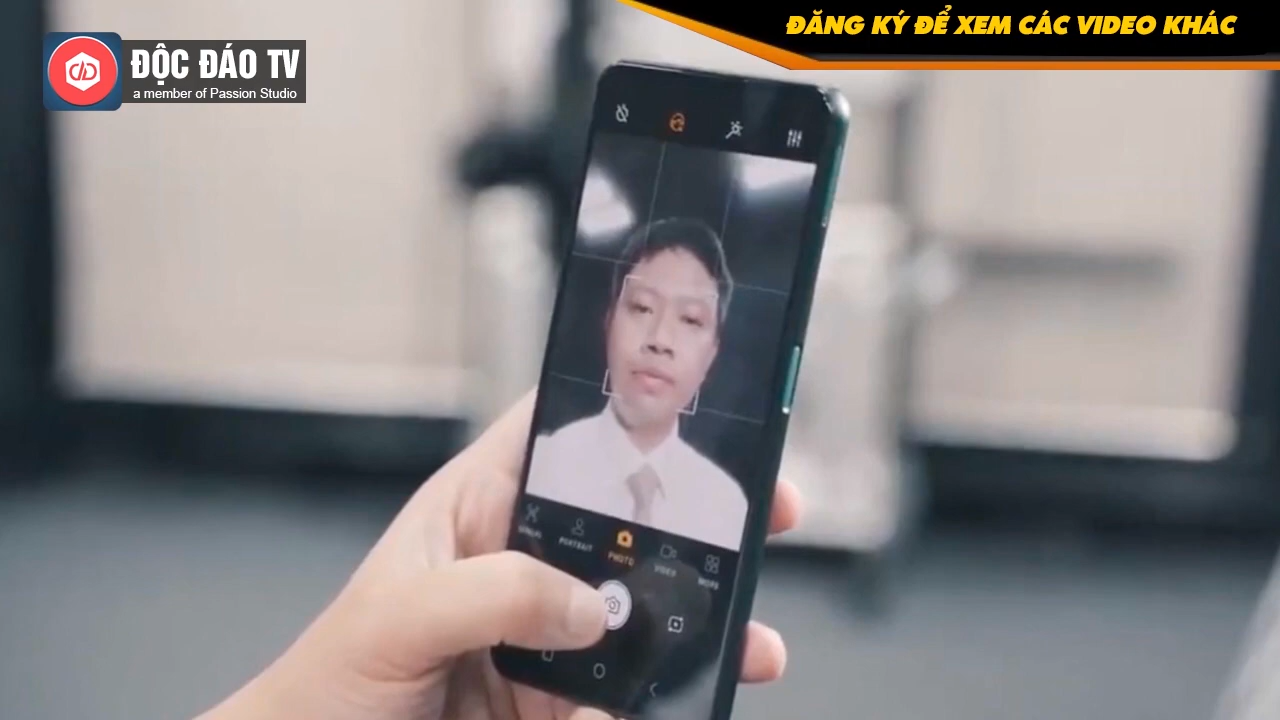 ĐĂNG KÝ ĐỂ XEM CÁC VIDEO KHÁC
ĐỘC ĐÁO TV
a member of Passion Studio
PORTRAIT
PHOTO
VIDEO
MORE